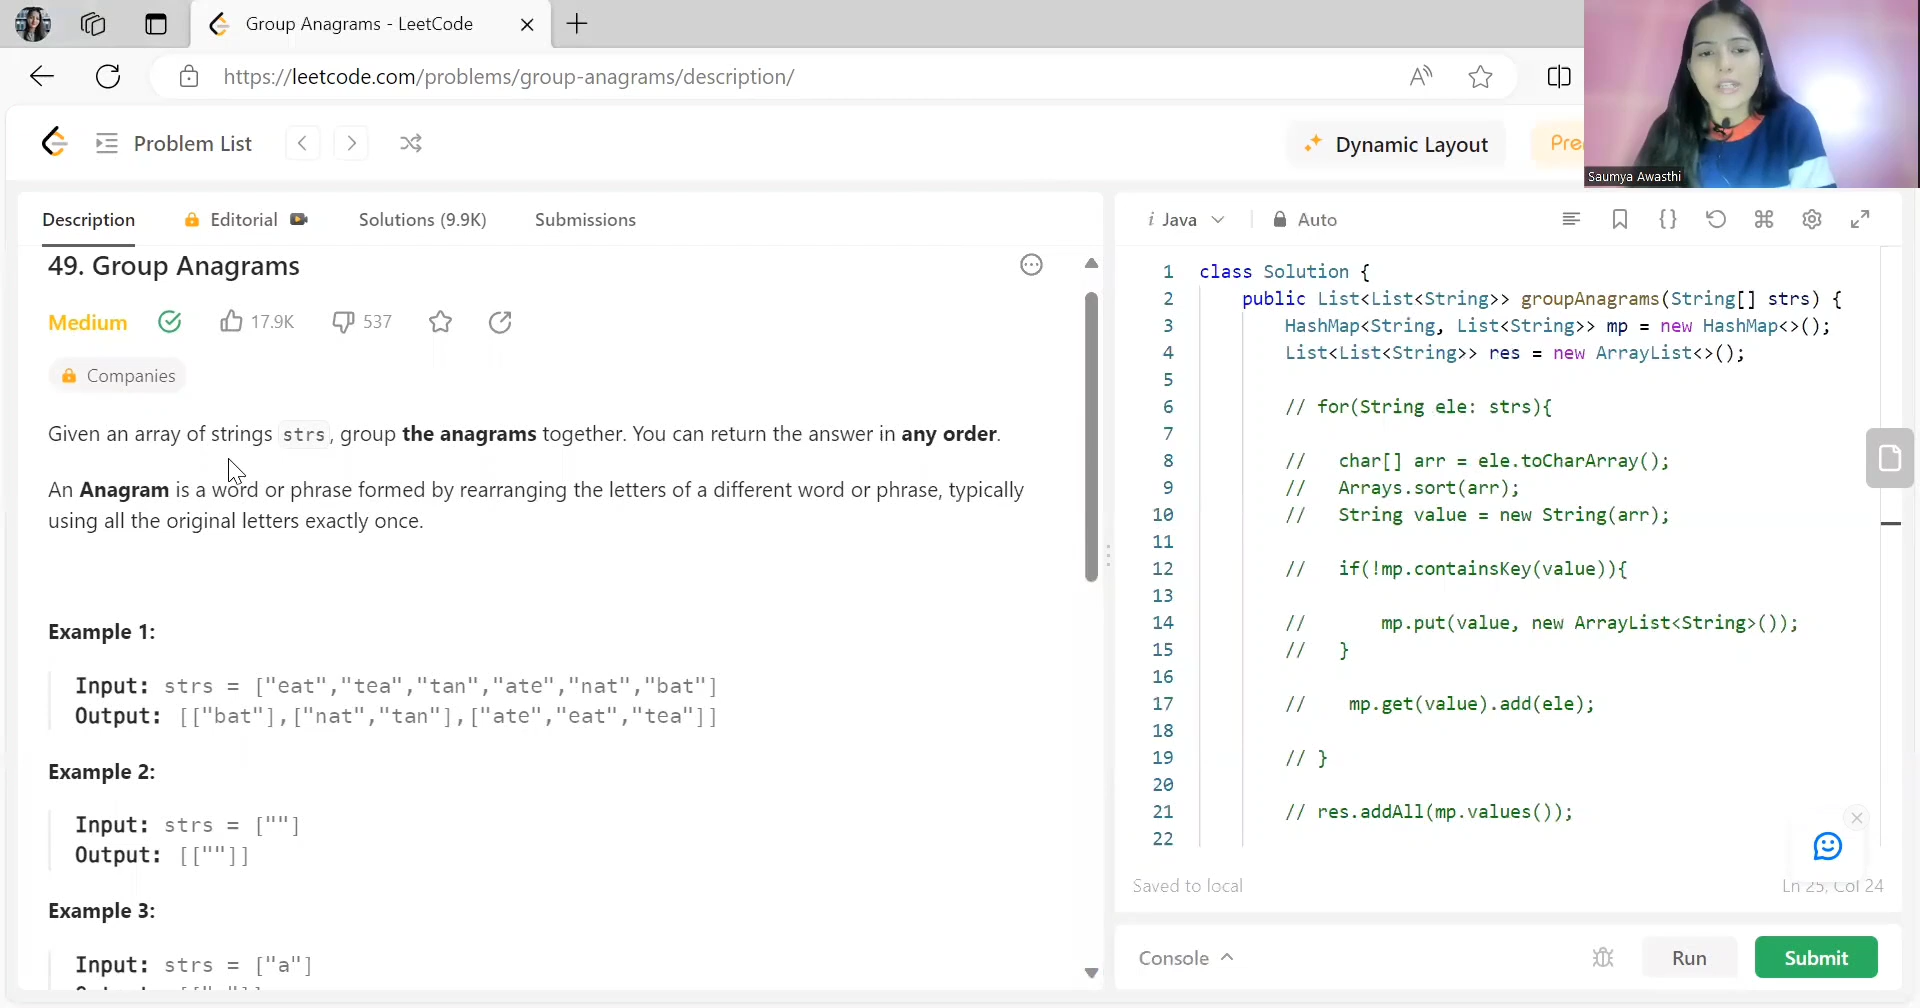 Group Anagrams - LeetCode
https://leetcode.com/problems/group-anagrams/description/
Saumya Awasthi
Problem List
Dynamic Layout
Description
Editorial
Solutions (9.9K)
Submissions
49. Group Anagrams
Medium
17.9K
537
Companies
Given an array of strings strs, group the anagrams together. You can return the answer in any order.
An Anagram is a word or phrase formed by rearranging the letters of a different word or phrase, typically
using all the original letters exactly once.
Example 1:
Input: strs = ["eat","tea","tan","ate","nat","bat"]
Output: [["bat"],["nat","tan"],["ate","eat","tea"]]
Example 2:
Input: strs = [""]
Output: [[""]]
Example 3:
Input: strs = ["a"]
i Java
Auto
1 class Solution {
2 public List<List<String>> groupAnagrams(String[] strs) {
3 HashMap<String, List<String>> mp = new HashMap<>();
4 List<List<String>> res = new ArrayList<>();
5
6 // for(String ele: strs){
7
8 // char[] arr = ele.toCharArray();
9 // Arrays.sort(arr);
10 // String value = new String(arr);
11
12 // if(!mp.containsKey(value)){
13
14 // mp.put(value, new ArrayList<String>());
15 // }
16
17 // mp.get(value).add(ele);
18
19 // }
20
21 // res.addAll(mp.values());
22
Saved to local
Ln 25, Col 24
Console
Run
Submit